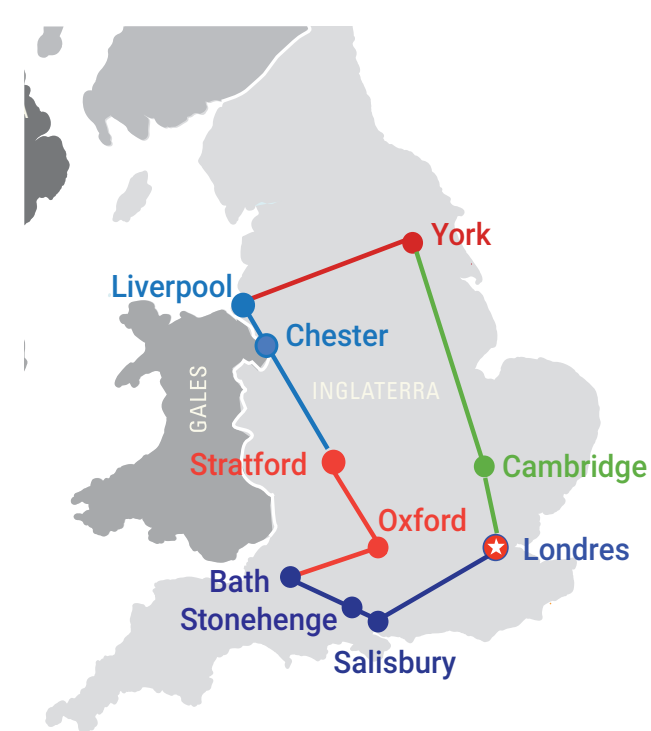 York
Liverpool
Chester
GALES
INGLATERRA
Stratford
Cambridge
Oxford
Londres
Bath
Stonehenge
Salisbury